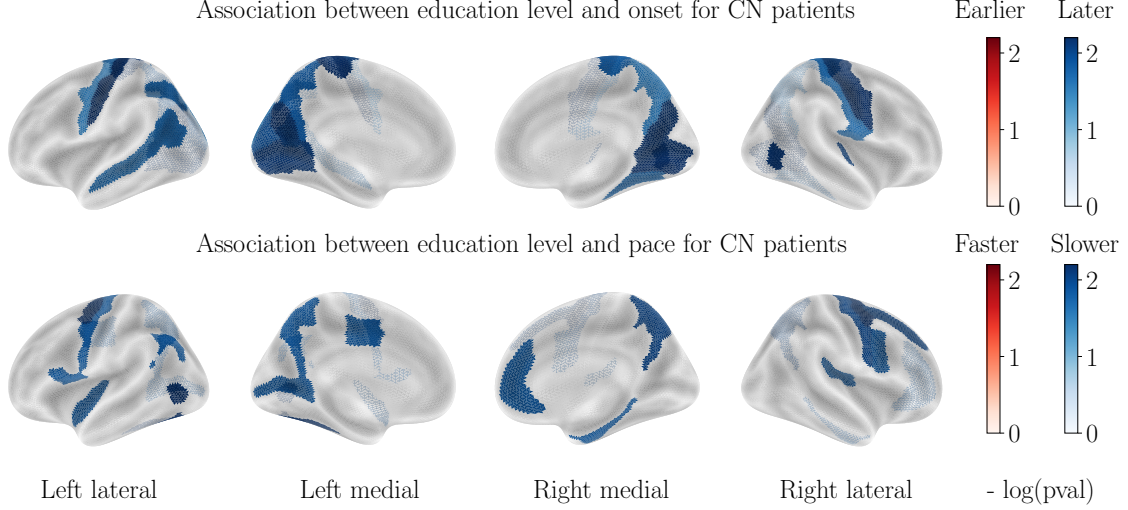 Association between education level and onset for CN patients
Earlier
Later
2
1
0
2
1
0
Association between education level and pace for CN patients
Faster
Slower
2
1
0
2
1
0
Left lateral
Left medial
Right medial
Right lateral
- log(pval)